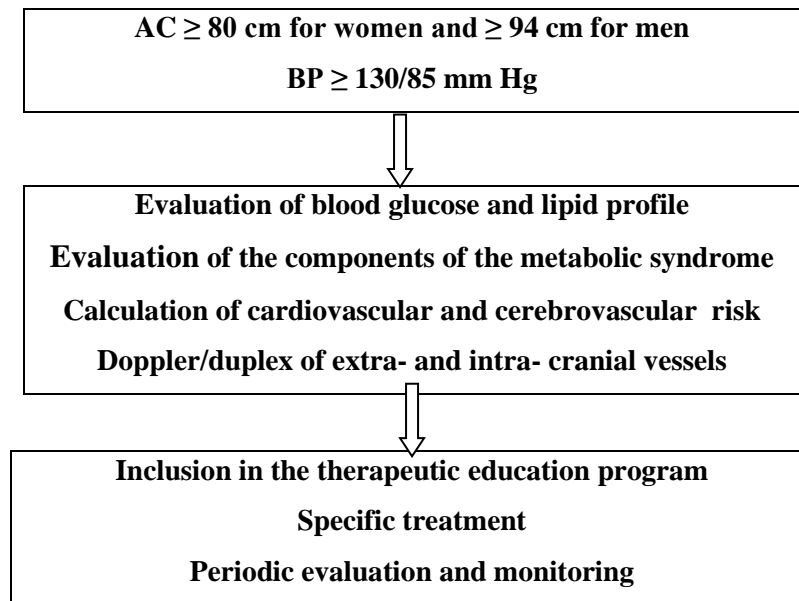 AC ≥ 80 cm for women and ≥ 94 cm for men
BP ≥ 130/85 mm Hg
Evaluation of blood glucose and lipid profile
Evaluation of the components of the metabolic syndrome
Calculation of cardiovascular and cerebrovascular risk
Doppler/duplex of extra- and intra- cranial vessels
Inclusion in the therapeutic education program
Specific treatment
Periodic evaluation and monitoring